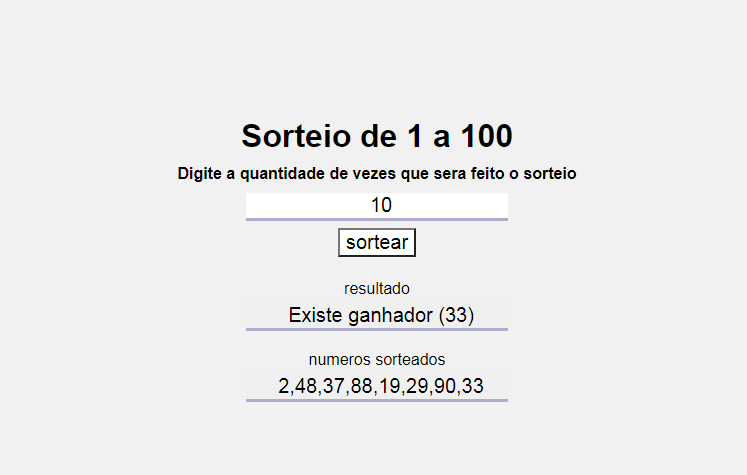 Sorteio de 1 a 100
Digite a quantidade de vezes que sera feito o sorteio
10
sortear
resultado
Existe ganhador (33)
numeros sorteados
2,48,37,88,19,29,90,33